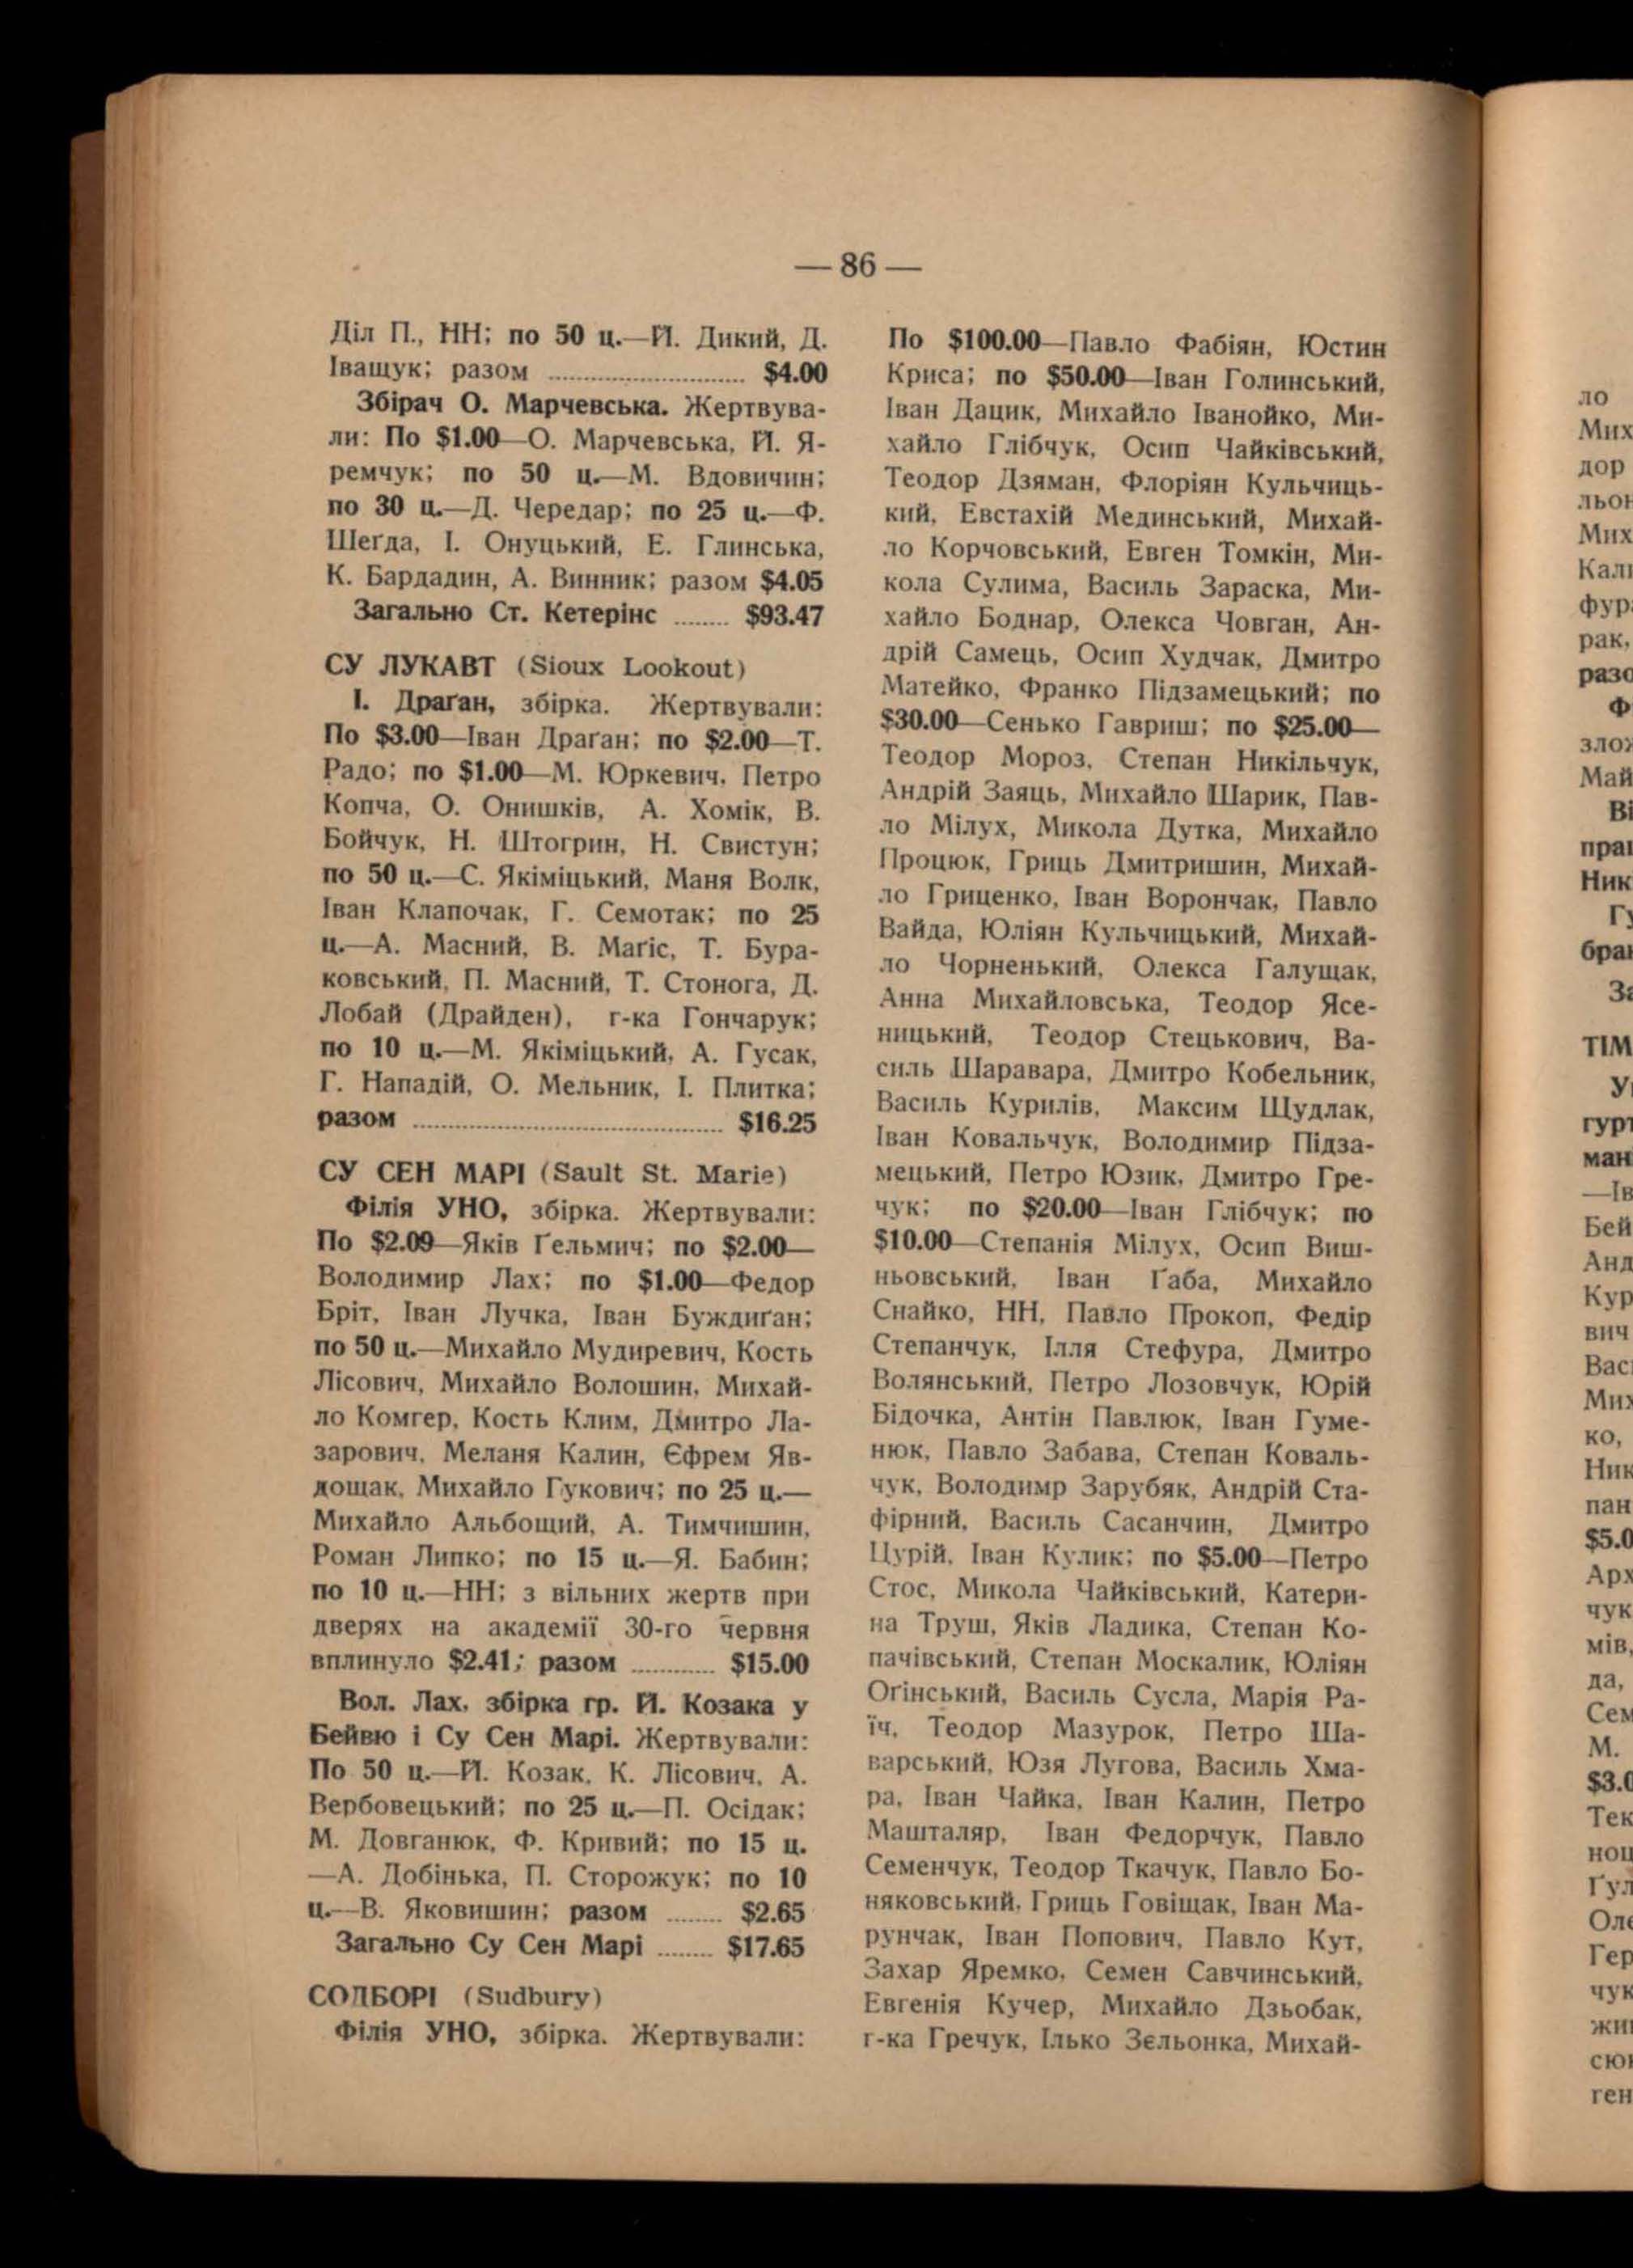 — 86 —
Діл П., НН; по 50 ц.—Й. Дикий, Д.
Іващук; разом ............ $4.00
Збірач О. Марчевська. Жертвува-
ли: По $1.00—О. Марчевська, Й. Я-
ремчук; по 50 ц.—М. Вдовичин;
по 30 ц.—Д. Чередар; по 25 ц.—Ф.
Шегда, І. Онуцький, Е. Глинська,
К. Бардадин, А. Винник; разом $4.05
Загально Ст. Кетерінс ........ $93.47
СУ ЛУКАВТ (Sioux Lookout)
І. Драґан, збірка. Жертвували:
По $3.00—Іван Драґан; по $2.00—Т.
Радо; по $1.00—М. Юркевич, Петро
Копча, О. Онишків, А. Хомік, В.
Бойчук, Н. Штогрин, Н. Свистун;
по 50 ц.—С. Якіміцький, Маня Волк,
Іван Клапочак, Г. Семотак; по 25
ц.—А. Масний, В. Маґіс, Т. Бура-
ковський, П. Масний, Т. Стонога, Д.
Лобай (Драйден), г-ка Гончарук;
по 10 ц.—М. Якіміцький, А. Гусак,
Г. Нападій, О. Мельник, І. Плитка;
разом ............ $16.25
СУ СЕН МАРІ (Sault St. Marie)
Філія УНО, збірка. Жертвували:
По $2.09—Яків Ґельмич; по $2.00—
Володимир Лах; по $1.00—Федор
Бріт, Іван Лучка, Іван Буждиґан;
по 50 ц.—Михайло Мудиревич, Кость
Лісович, Михайло Волошин, Михай-
ло Комгер, Кость Клим, Дмитро Ла-
зарович, Меланя Калин, Єфрем Яв-
дощак, Михайло Гукович; по 25 ц.—
Михайло Альбощий, А. Тимчишин,
Роман Липко; по 15 ц.—Я. Бабин;
по 10 ц.—НН; з вільних жертв при
дверях на академії 30-го червня
вплинуло $2.41; разом ............ $15.00
Вол. Лах, збірка гр. Й. Козака у
Бейвю і Су Сен Марі. Жертвували:
По 50 ц.—Й. Козак, К. Лісович, А.
Вербовецький; по 25 ц.—П. Осідак;
М. Довганюк, Ф. Кривий; по 15 ц.
—А. Добінька, П. Сторожук; по 10
ц.—В. Яковишин; разом ........ $2.65
Загально Су Сен Марі ........ $17.65
СОДБОРІ (Sudbury)
Філія УНО, збірка. Жертвували:
По $100.00—Павло Фабіян, Юстин
Криса; по $50.00—Іван Голинський,
Іван Дацик, Михайло Іванойко, Ми-
хайло Глібчук, Осип Чайківський,
Теодор Дзяман, Флоріян Кульчиць-
кий, Евстахій Мединський, Михай-
ло Корчовський, Евген Томкін, Ми-
кола Сулима, Василь Зараска, Ми-
хайло Боднар, Олекса Човган, Ан-
дрій Самець, Осип Худчак, Дмитро
Матейко, Франко Підзамецький; по
$30.00—Сенько Гавриш; по $25.00—
Теодор Мороз, Степан Никільчук,
Андрій Заяць, Михайло Шарик, Пав-
ло Мілух, Микола Дутка, Михайло
Процюк, Гриць Дмитришин, Михай-
ло Гриценко, Іван Ворончак, Павло
Вайда, Юліян Кульчицький, Михай-
ло Чорненький, Олекса Галущак,
Анна Михайловська, Теодор Ясе-
ницький, Теодор Стецькович, Ва-
силь Шаравара, Дмитро Кобельник,
Василь Курилів, Максим Щудлак,
Іван Ковальчук, Володимир Підза-
мецький, Петро Юзик, Дмитро Гре-
чук; по $20.00—Іван Глібчук; по
$10.00—Степанія Мілух, Осип Виш-
ньовський, Іван Ґаба, Михайло
Снайко, НН, Павло Прокоп, Федір
Степанчук, Ілля Стефура, Дмитро
Волянський, Петро Лозовчук, Юрій
Бідочка, Антін Павлюк, Іван Гуме-
нюк, Павло Забава, Степан Коваль-
чук, Володимр Зарубяк, Андрій Ста-
фірний, Василь Сасанчин, Дмитро
Цурій, Іван Кулик; по $5.00—Петро
Стос, Микола Чайківський, Катери-
на Труш, Яків Ладика, Степан Ко-
пачівський, Степан Москалик, Юліян
Оґінський, Василь Сусла, Марія Ра-
їч, Теодор Мазурок, Петро Ша-
варський, Юзя Лугова, Василь Хма-
ра, Іван Чайка, Іван Калин, Петро
Машталяр, Іван Федорчук, Павло
Семенчук, Теодор Ткачук, Павло Бо-
няковський, Гриць Говіщак, Іван Ма-
рунчак, Іван Попович, Павло Кут,
Захар Яремко, Семен Савчинський,
Евгенія Кучер, Михайло Дзьобак,
г-ка Гречук, Ілько Зєльонка, Михай-